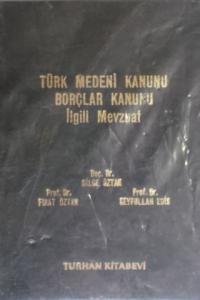 TÜRK MEDENİ KANUNU
BORÇLAR KANUNU
İlgili Mevzuat
Doç. Dr.
BİLGE ÖZTAN
Prof. Dr.
FIRAT ÖZTAN
Prof. Dr.
SEYFULLAH EDİS
TURHAN KİTABEVİ